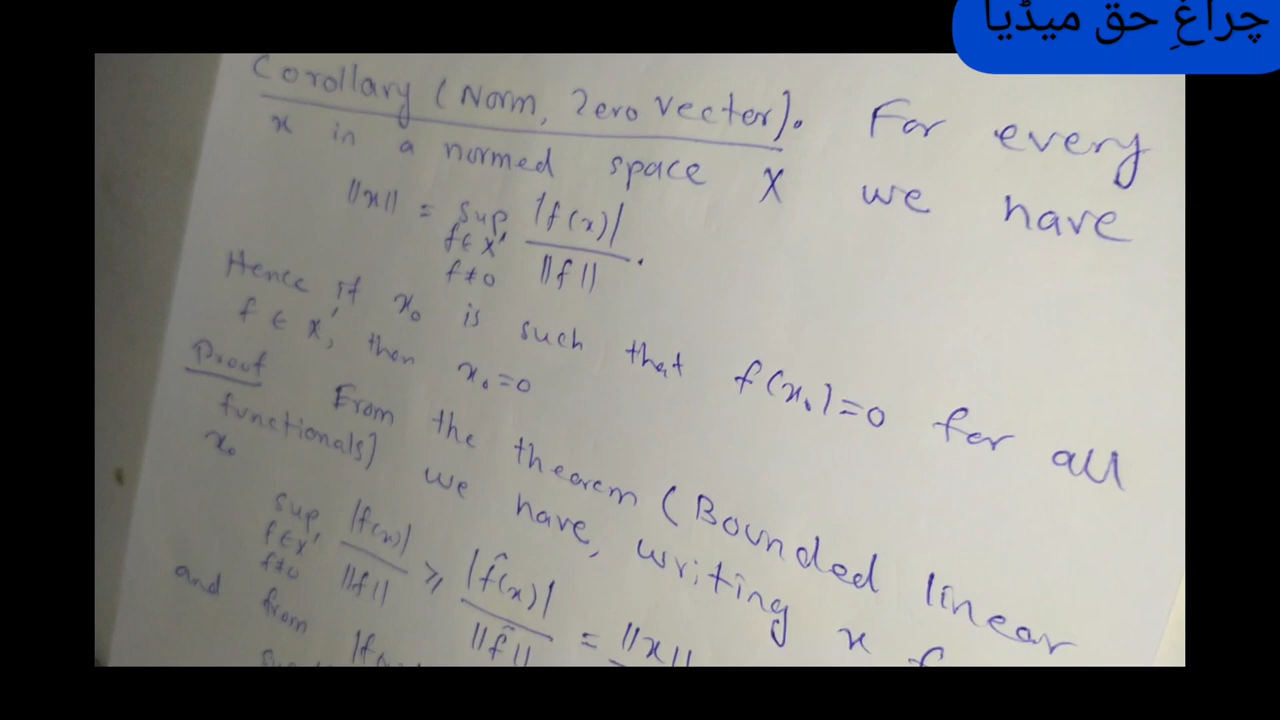 چراغِ حق میڈیا
Corollary (Norm, Zero vector). For every
x in a normed space X we have
||x|| = sup f∈X' f≠0 |f(x)| / ||f|| .
Hence if x₀ is such that f(x₀)=0 for all
f ∈ X', then x₀=0
Proof From the theorem (Bounded linear
functionals) we have, writing x f
x₀
sup f∈X' f≠0 |f(x)| / ||f|| ⩾ |f̂(x)| / ||f̂|| = ||x||
and from